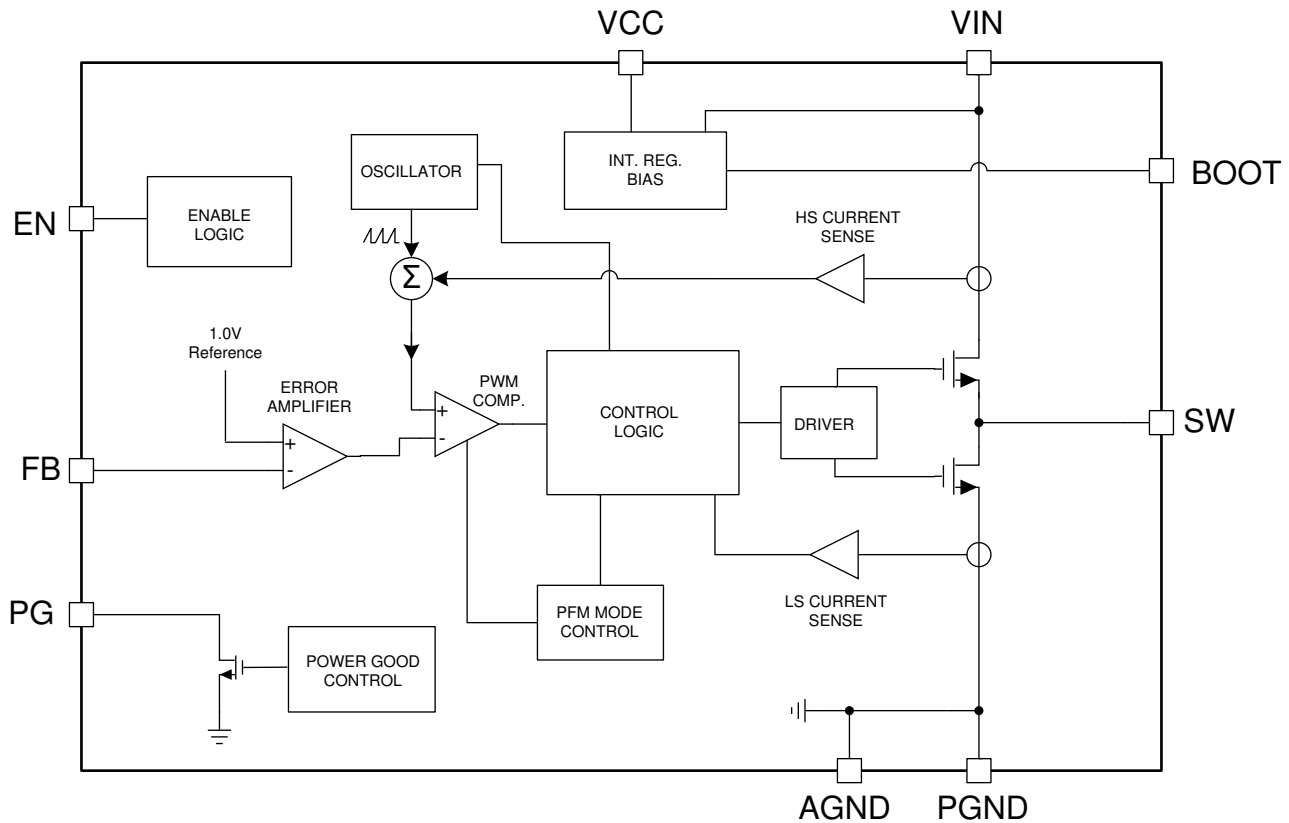 VCC
VIN
OSCILLATOR
INT. REG.
BIAS
BOOT
EN
ENABLE
LOGIC
HS CURRENT
SENSE
Σ
1.0V
Reference
ERROR
AMPLIFIER
PWM
COMP.
+
-
+
-
CONTROL
LOGIC
DRIVER
SW
FB
PG
PFM MODE
CONTROL
LS CURRENT
SENSE
POWER GOOD
CONTROL
AGND
PGND